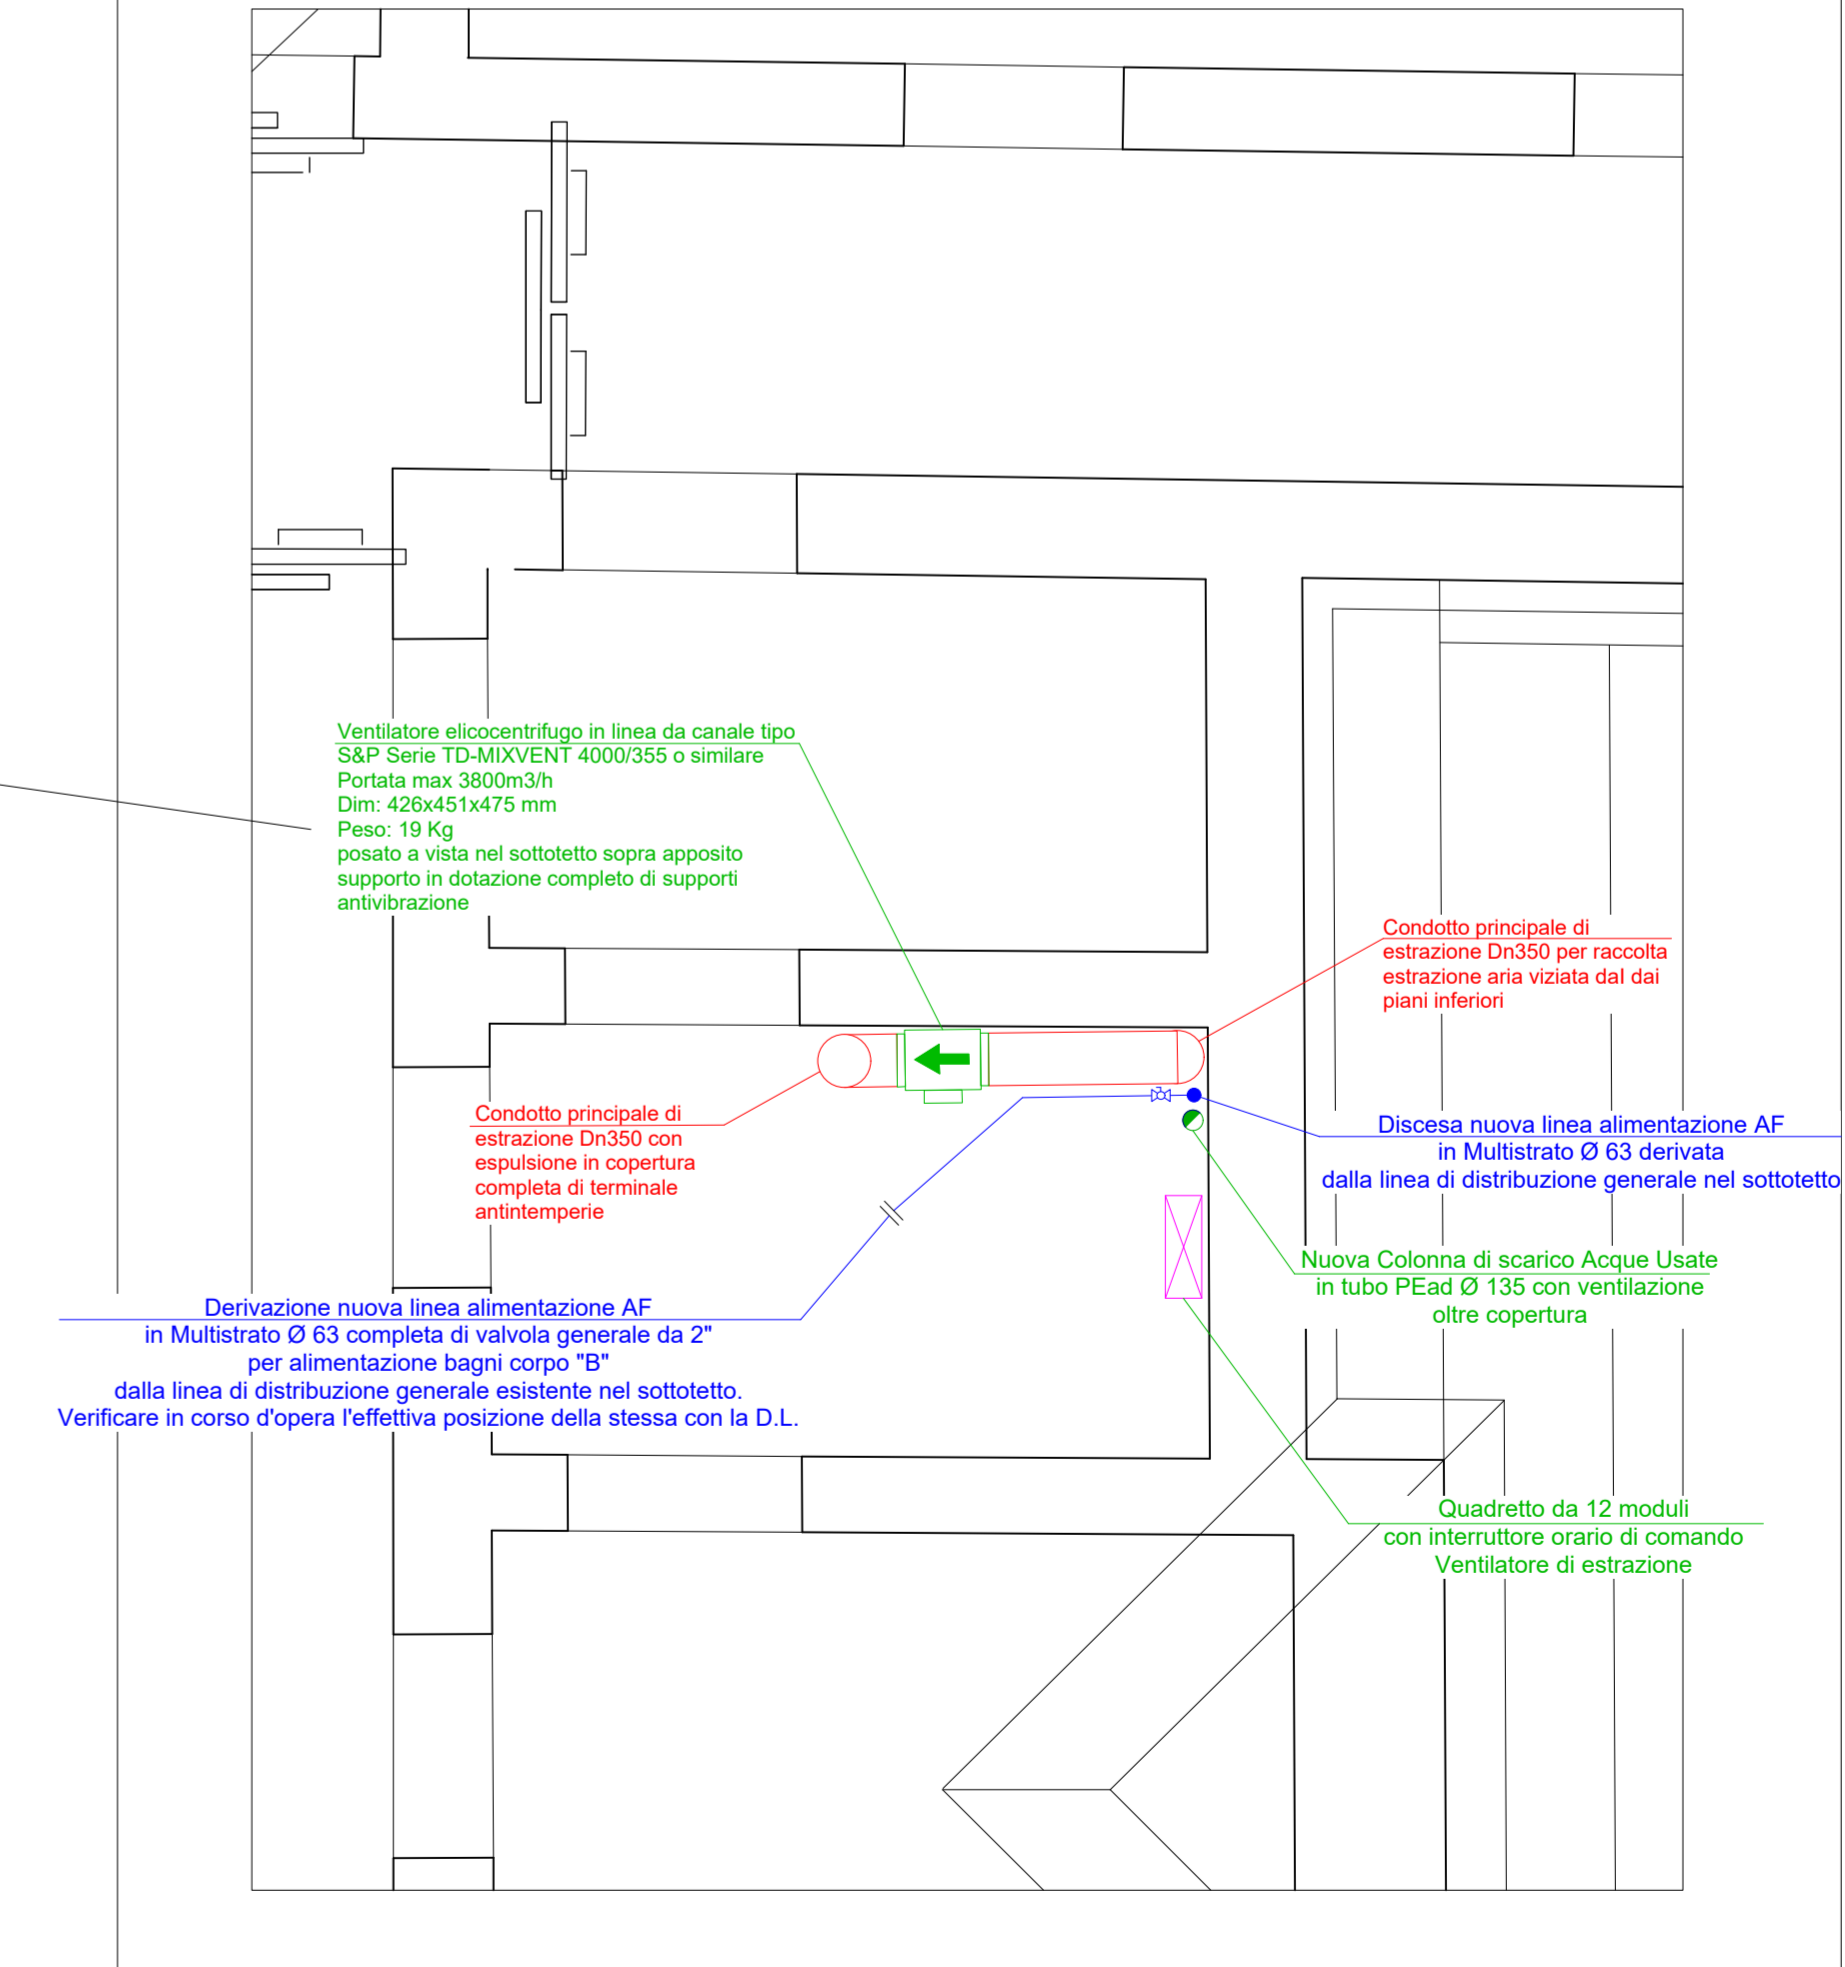 Ventilatore elicocentrifugo in linea da canale tipo
S&P Serie TD-MIXVENT 4000/355 o similare
Portata max 3800m3/h
Dim: 426x451x475 mm
Peso: 19 Kg
posato a vista nel sottotetto sopra apposito
supporto in dotazione completo di supporti
antivibrazione
Condotto principale di
estrazione Dn350 per raccolta
estrazione aria viziata dal dai
piani inferiori
Condotto principale di
estrazione Dn350 con
espulsione in copertura
completa di terminale
antintemperie
Discesa nuova linea alimentazione AF
in Multistrato Ø 63 derivata
dalla linea di distribuzione generale nel sottotetto
Nuova Colonna di scarico Acque Usate
in tubo PEad Ø 135 con ventilazione
oltre copertura
Derivazione nuova linea alimentazione AF
in Multistrato Ø 63 completa di valvola generale da 2"
per alimentazione bagni corpo "B"
dalla linea di distribuzione generale esistente nel sottotetto.
Verificare in corso d'opera l'effettiva posizione della stessa con la D.L.
Quadretto da 12 moduli
con interruttore orario di comando
Ventilatore di estrazione